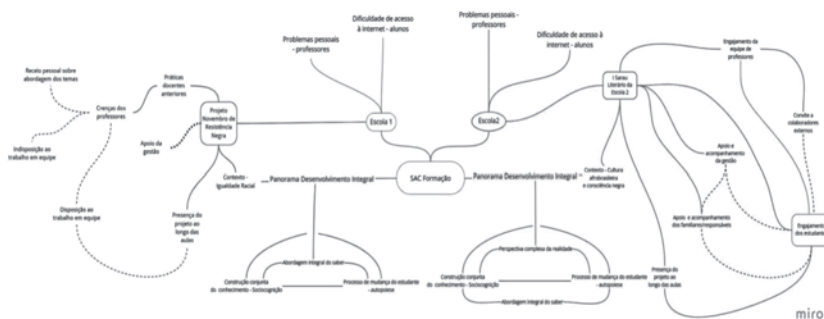 Problemas pessoais
- professores
Dificuldade de acesso
à internet - alunos
Problemas pessoais -
professores
Dificuldade de acesso
à internet - alunos
Receio pessoal sobre
abordagem dos temas
Práticas
docentes
anteriores
Crenças dos
professores
Indisposição ao
trabalho em equipe
Apoio da
gestão
Projeto
Novembro de
Resistência
Negra
Contexto -
Igualdade Racial
Disposição ao
trabalho em equipe
Presença do
projeto ao
longo das
aulas
Escola 1
Escola2
SAC Formação
Panorama Desenvolvimento Integral
Panorama Desenvolvimento Integral
Abordagem integral do saber
Construção conjunta
do conhecimento - Sociocognição
Processo de mudança do estudante
- autopoiese
Perspectiva complexa da realidade
Construção conjunta
do conhecimento - Sociocognição
Processo de mudança do estudante
- autopoiese
Abordagem integral do saber
I Sarau
Literário da
Escola 2
Engajamento da
equipe de
professores
Convite a
colaboradores
externos
Apoio e
acompanhamento
da gestão
Contexto - Cultura
afrobrasileira
e consciência negra
Apoio e acompanhamento
dos familiares/responsáveis
Engajamento
dos estudante
Presença do
projeto ao
longo das aulas
miro